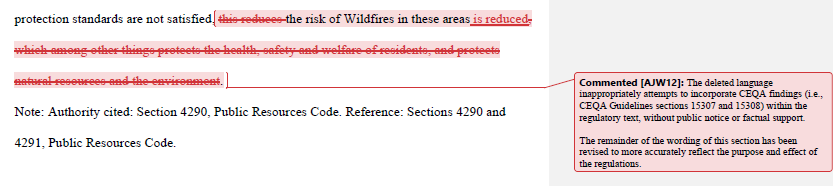 protection standards are not satisfied, this reduces the risk of Wildfires in these areas is reduced,
which among other things protects the health, safety and welfare of residents, and protects
natural resources and the environment.
Note: Authority cited: Section 4290, Public Resources Code. Reference: Sections 4290 and
4291, Public Resources Code.
Commented [AJW12]: The deleted language
inappropriately attempts to incorporate CEQA findings (i.e.,
CEQA Guidelines sections 15307 and 15308) within the
regulatory text, without public notice or factual support.
The remainder of the wording of this section has been
revised to more accurately reflect the purpose and effect of
the regulations.